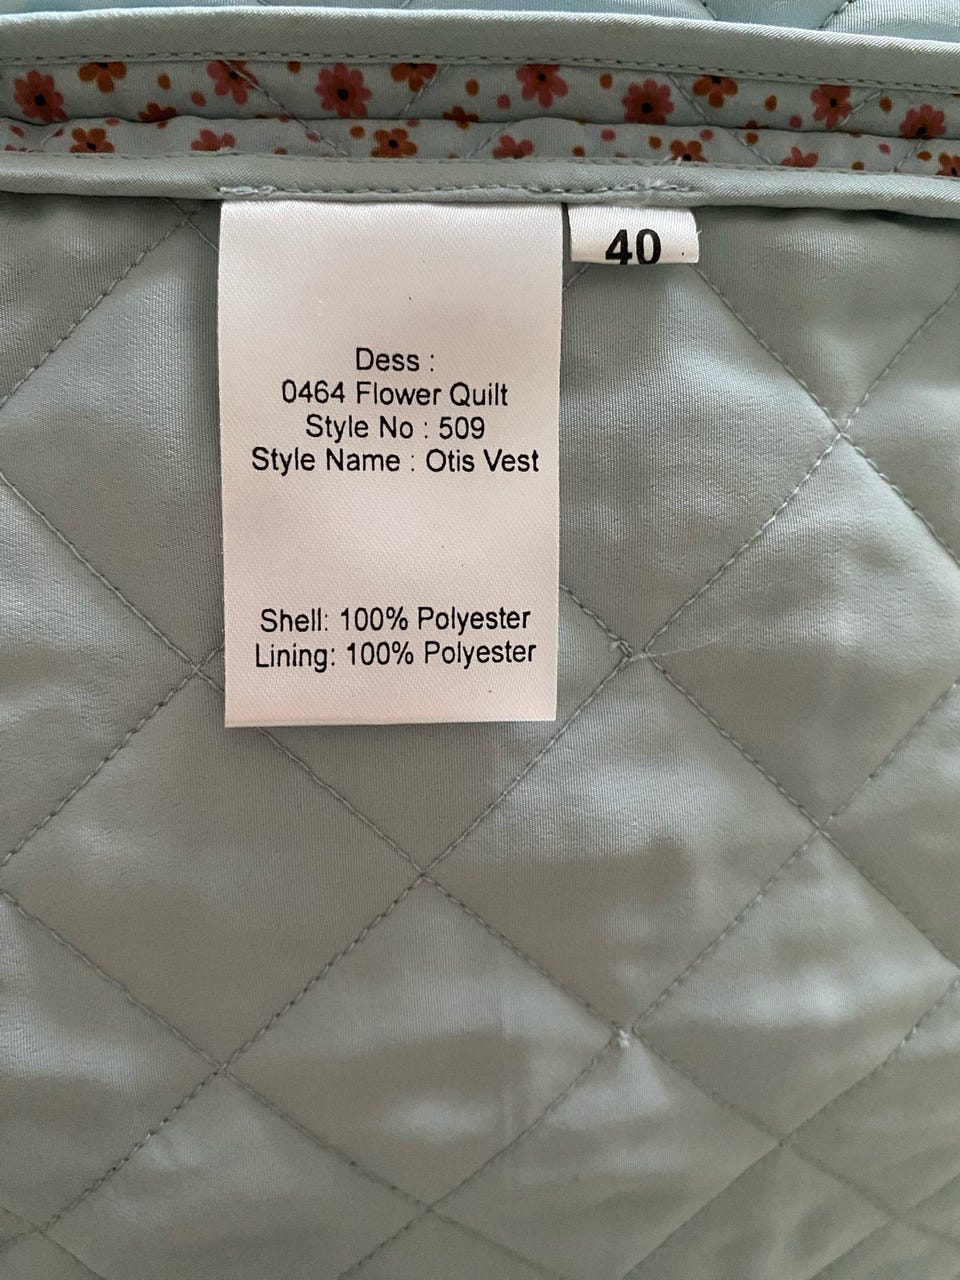 40
Dess :
0464 Flower Quilt
Style No : 509
Style Name : Otis Vest
Shell: 100% Polyester
Lining: 100% Polyester